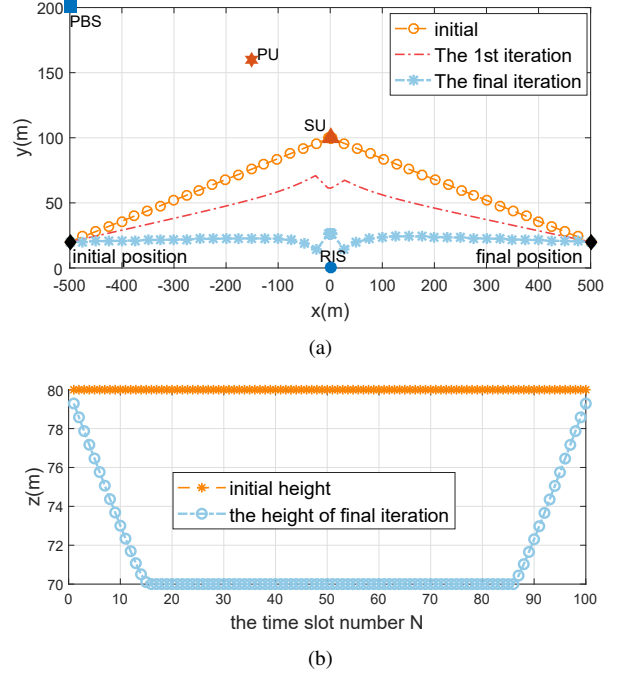 200
PBS
PU
initial
The 1st iteration
The final iteration
150
SU
y(m)
100
50
initial position
RIS
final position
0
-500 -400 -300 -200 -100 0 100 200 300 400 500
x(m)
(a)
80
78
76
z(m)
74
initial height
the height of final iteration
72
70
0 10 20 30 40 50 60 70 80 90 100
the time slot number N
(b)